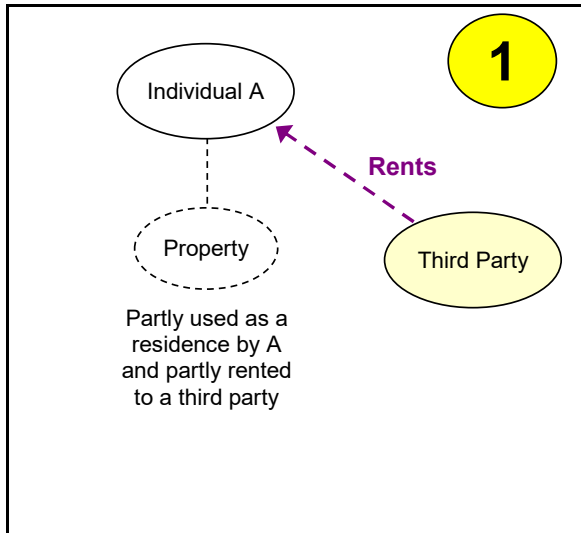 1
Individual A
Rents
Property
Third Party
Partly used as a
residence by A
and partly rented
to a third party